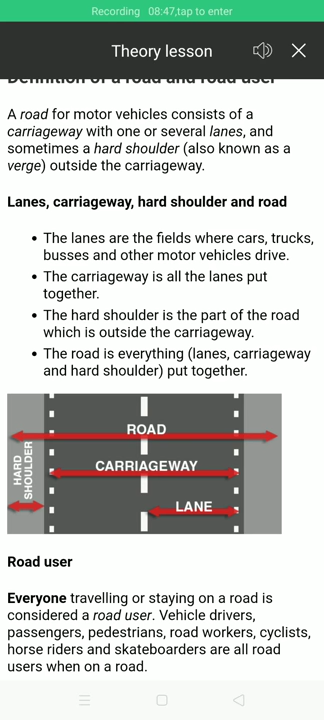 Recording 08:47,tap to enter
Theory lesson
Definition of a road and road user
A road for motor vehicles consists of a
carriageway with one or several lanes, and
sometimes a hard shoulder (also known as a
verge) outside the carriageway.
Lanes, carriageway, hard shoulder and road
• The lanes are the fields where cars, trucks,
busses and other motor vehicles drive.
• The carriageway is all the lanes put
together.
• The hard shoulder is the part of the road
which is outside the carriageway.
• The road is everything (lanes, carriageway
and hard shoulder) put together.
ROAD
HARD
SHOULDER
CARRIAGEWAY
LANE
Road user
Everyone travelling or staying on a road is
considered a road user. Vehicle drivers,
passengers, pedestrians, road workers, cyclists,
horse riders and skateboarders are all road
users when on a road.